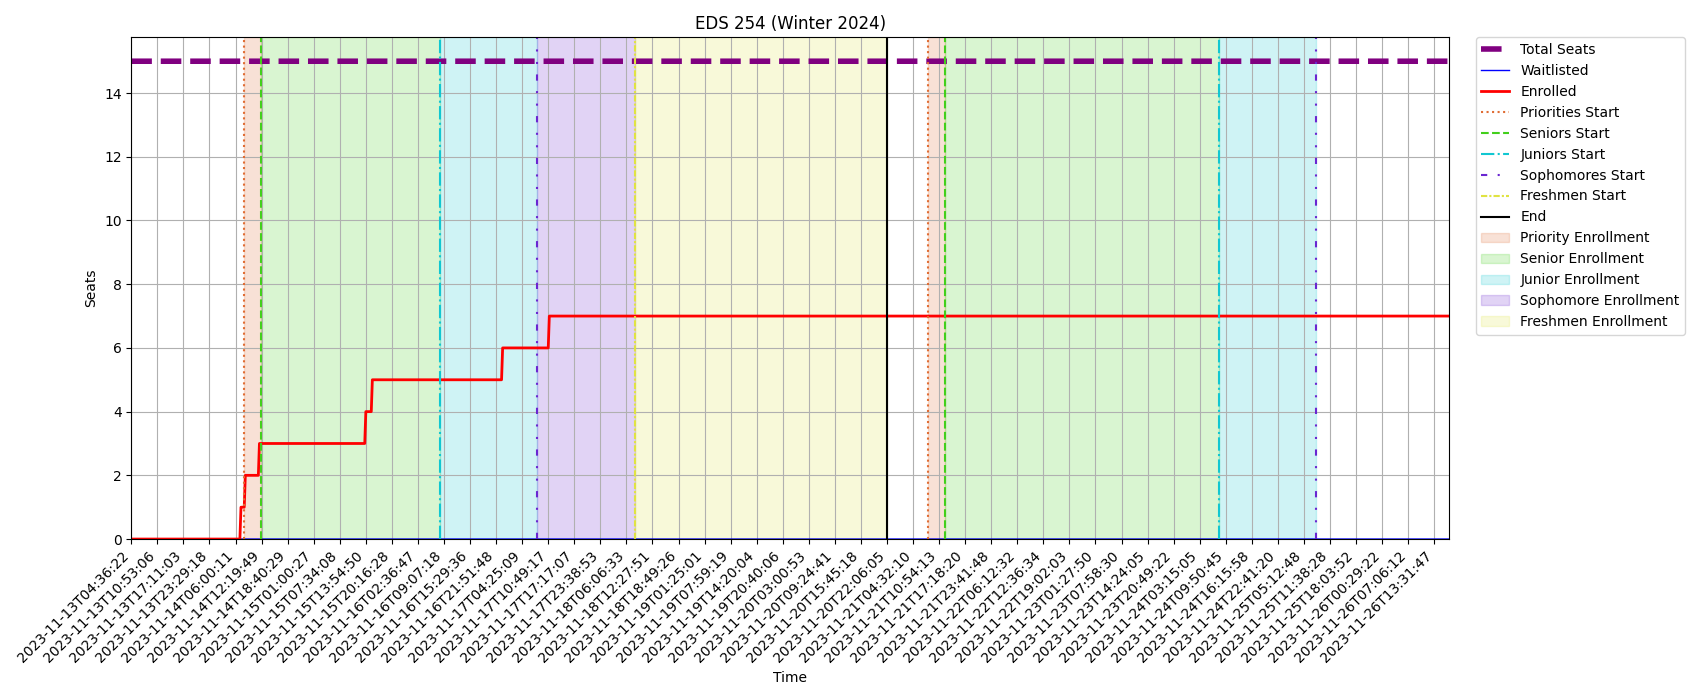 EDS 254 (Winter 2024)
Seats
14
12
10
8
6
4
2
0
2023-11-13T04:36:22
2023-11-13T10:53:06
2023-11-13T17:11:03
2023-11-13T23:29:18
2023-11-14T06:00:11
2023-11-14T12:19:49
2023-11-14T18:40:29
2023-11-15T01:00:27
2023-11-15T07:34:08
2023-11-15T13:54:50
2023-11-15T20:16:28
2023-11-16T02:36:47
2023-11-16T09:07:18
2023-11-16T15:29:36
2023-11-16T21:51:48
2023-11-17T04:25:09
2023-11-17T10:49:17
2023-11-17T17:17:07
2023-11-17T23:38:53
2023-11-18T06:06:33
2023-11-18T12:27:51
2023-11-18T18:49:26
2023-11-19T01:25:01
2023-11-19T07:59:19
2023-11-19T14:20:04
2023-11-19T20:40:06
2023-11-20T03:00:53
2023-11-20T09:24:41
2023-11-20T15:45:18
2023-11-20T22:06:05
2023-11-21T04:32:10
2023-11-21T10:54:13
2023-11-21T17:18:20
2023-11-21T23:41:48
2023-11-22T06:12:32
2023-11-22T12:36:34
2023-11-22T19:02:03
2023-11-23T01:27:50
2023-11-23T07:58:30
2023-11-23T14:24:05
2023-11-23T20:49:22
2023-11-24T03:15:05
2023-11-24T09:50:45
2023-11-24T16:15:58
2023-11-24T22:41:20
2023-11-25T05:12:48
2023-11-25T11:38:28
2023-11-25T18:03:52
2023-11-26T00:29:22
2023-11-26T07:06:12
2023-11-26T13:31:47
Time
Total Seats
Waitlisted
Enrolled
Priorities Start
Seniors Start
Juniors Start
Sophomores Start
Freshmen Start
End
Priority Enrollment
Senior Enrollment
Junior Enrollment
Sophomore Enrollment
Freshmen Enrollment